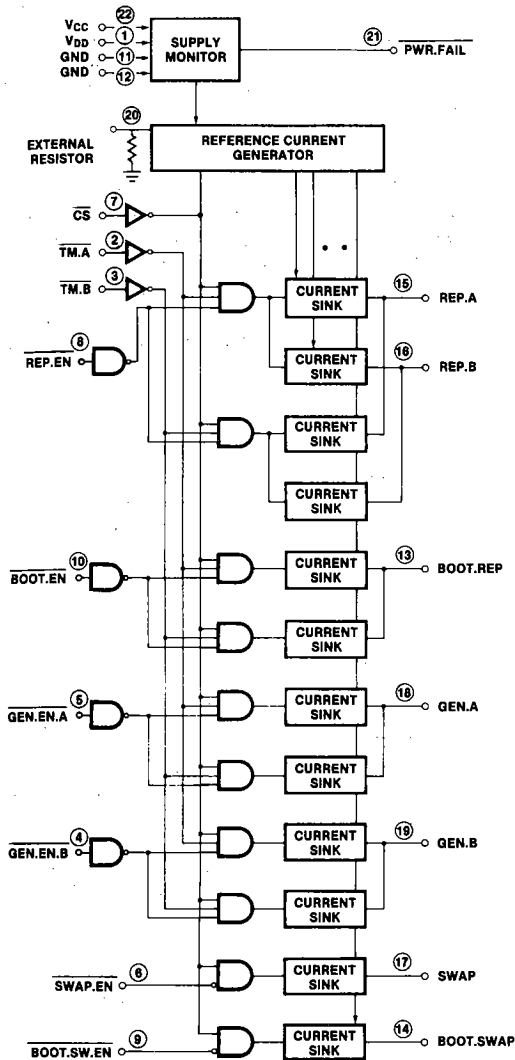 22
VCC
1
VDD
11
GND
12
GND
SUPPLY
MONITOR
21
PWR.FAIL
20
EXTERNAL
RESISTOR
REFERENCE CURRENT
GENERATOR
7
CS
2
TM.A
3
TM.B
CURRENT
SINK
15
REP.A
8
REP.EN
CURRENT
SINK
16
REP.B
CURRENT
SINK
CURRENT
SINK
10
BOOT.EN
CURRENT
SINK
13
BOOT.REP
CURRENT
SINK
5
GEN.EN.A
CURRENT
SINK
18
GEN.A
CURRENT
SINK
4
GEN.EN.B
CURRENT
SINK
19
GEN.B
CURRENT
SINK
6
SWAP.EN
CURRENT
SINK
17
SWAP
9
BOOT.SW.EN
CURRENT
SINK
14
BOOT.SWAP